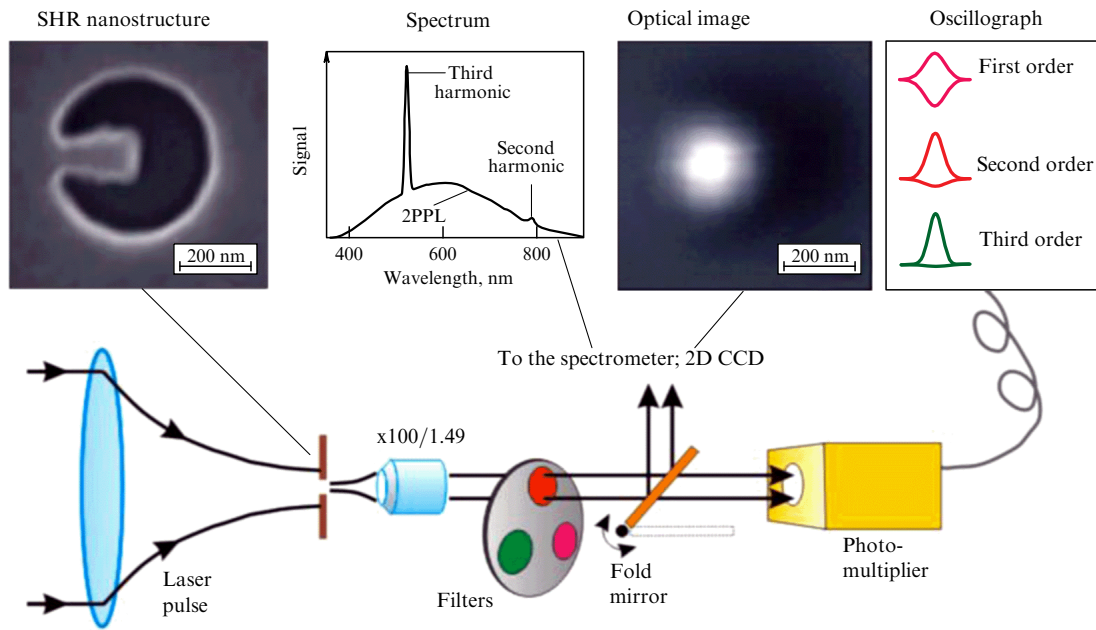 SHR nanostructure
Spectrum
Optical image
Oscillograph
200 nm
Signal
Third
harmonic
Second
harmonic
2PPL
400
600
800
Wavelength, nm
200 nm
First order
Second order
Third order
To the spectrometer; 2D CCD
x100/1.49
Laser
pulse
Filters
Fold
mirror
Photo-
multiplier